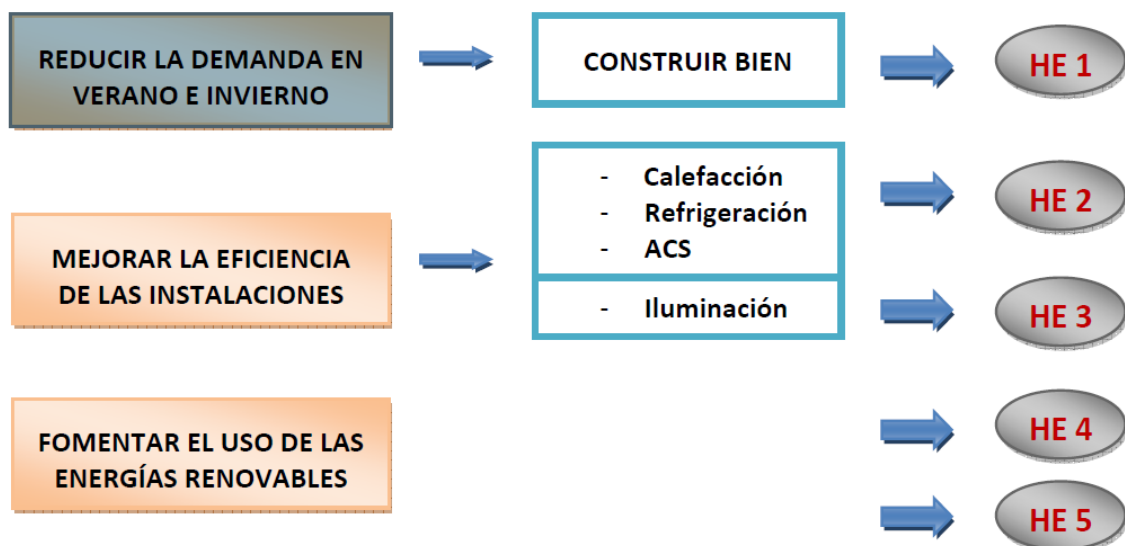 REDUCIR LA DEMANDA EN
VERANO E INVIERNO
CONSTRUIR BIEN
HE 1
MEJORAR LA EFICIENCIA
DE LAS INSTALACIONES
- Calefacción
- Refrigeración
- ACS
HE 2
- Iluminación
HE 3
FOMENTAR EL USO DE LAS
ENERGÍAS RENOVABLES
HE 4
HE 5